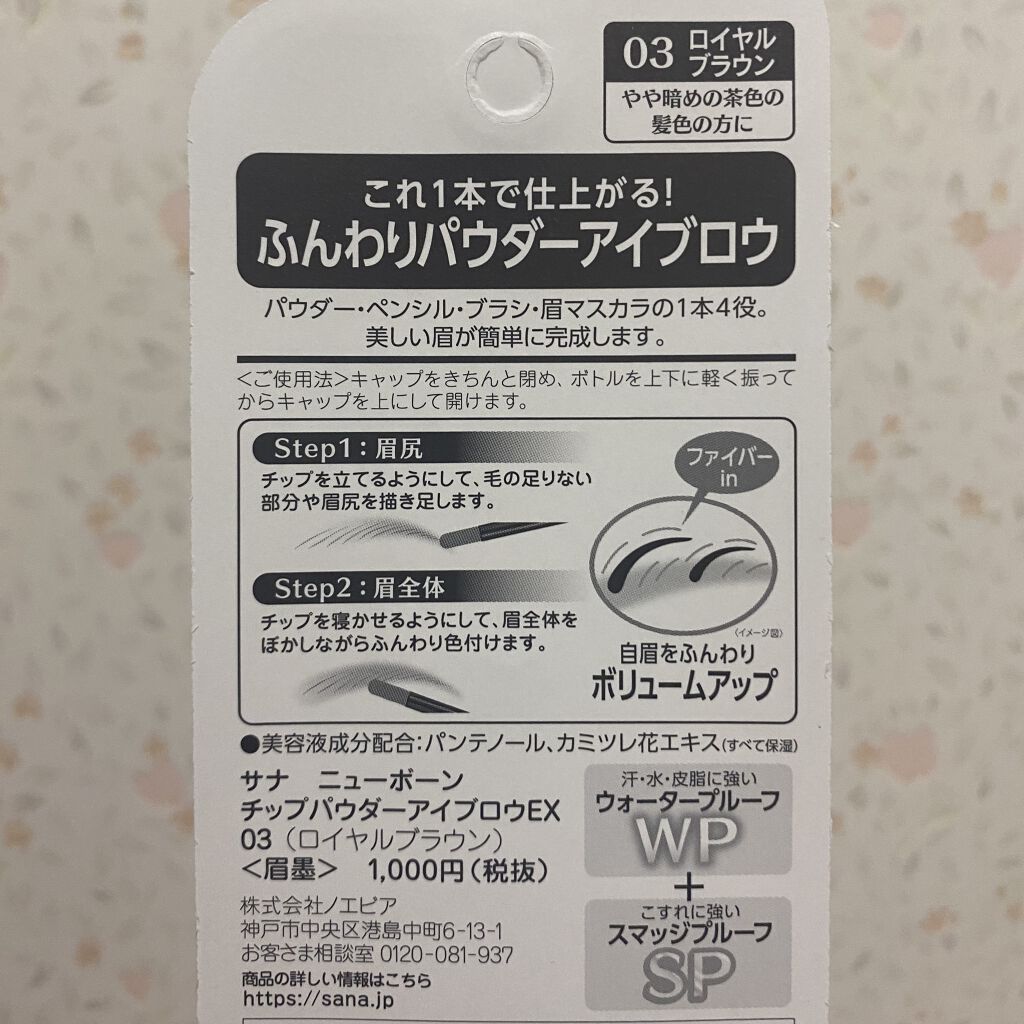 03 ロイヤル
ブラウン
やや暗めの茶色の
髪色の方に
これ1本で仕上がる!
ふんわりパウダーアイブロウ
パウダー・ペンシル・ブラシ・眉マスカラの1本4役。
美しい眉が簡単に完成します。
<ご使用法>キャップをきちんと閉め、ボトルを上下に軽く振って
からキャップを上にして開けます。
Step1:眉尻
チップを立てるようにして、毛の足りない
部分や眉尻を描き足します。
ファイバー
in
Step2:眉全体
チップを寝かせるようにして、眉全体を
ぼかしながらふんわり色付けます。
〈イメージ図〉
自眉をふんわり
ボリュームアップ
●美容液成分配合:パンテノール、カミツレ花エキス(すべて保湿)
サナ ニューボーン
チップパウダーアイブロウEX
03(ロイヤルブラウン)
<眉墨> 1,000円(税抜)
株式会社ノエビア
神戸市中央区港島中町6-13-1
お客さま相談室 0120-081-937
商品の詳しい情報はこちら
https://sana.jp
汗・水・皮脂に強い
ウォータープルーフ
WP
+
こすれに強い
スマッジプルーフ
SP